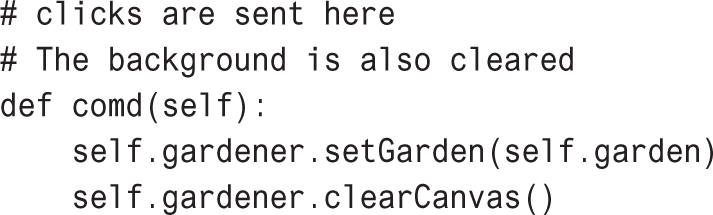 # clicks are sent here
# The background is also cleared
def comd(self):
    self.gardener.setGarden(self.garden)
    self.gardener.clearCanvas()